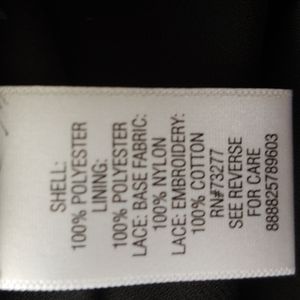 SHELL:
100% POLYESTER
LINING:
100% POLYESTER
LACE: BASE FABRIC:
100% NYLON
LACE: EMBROIDERY:
100% COTTON
RN#73277
SEE REVERSE
FOR CARE
888825789603